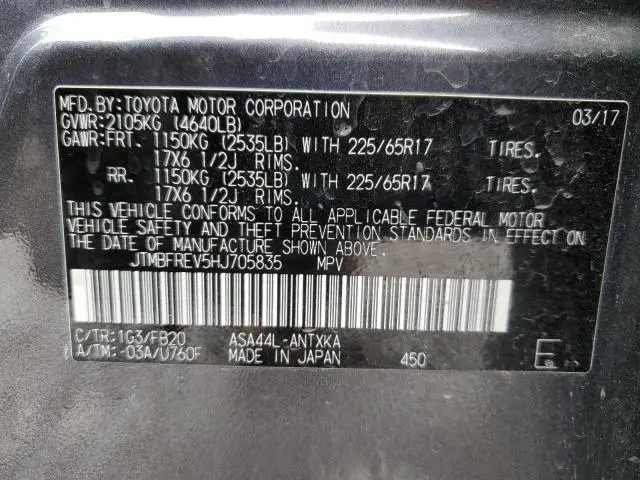 MFD.BY:TOYOTA MOTOR CORPORATION 03/17
GVWR:2105KG (4640LB)
GAWR:FRT. 1150KG (2535LB) WITH 225/65R17 TIRES.
17X6 1/2J RIMS.
RR. 1150KG (2535LB) WITH 225/65R17 TIRES.
17X6 1/2J RIMS.
THIS VEHICLE CONFORMS TO ALL APPLICABLE FEDERAL MOTOR
VEHICLE SAFETY AND THEFT PREVENTION STANDARDS IN EFFECT ON
THE DATE OF MANUFACTURE SHOWN ABOVE.
JTMBFREV5HJ705835 MPV
C/TR:1G3/FB20 ASA44L-ANTXKA
A/TM:-03A/U760F MADE IN JAPAN 450